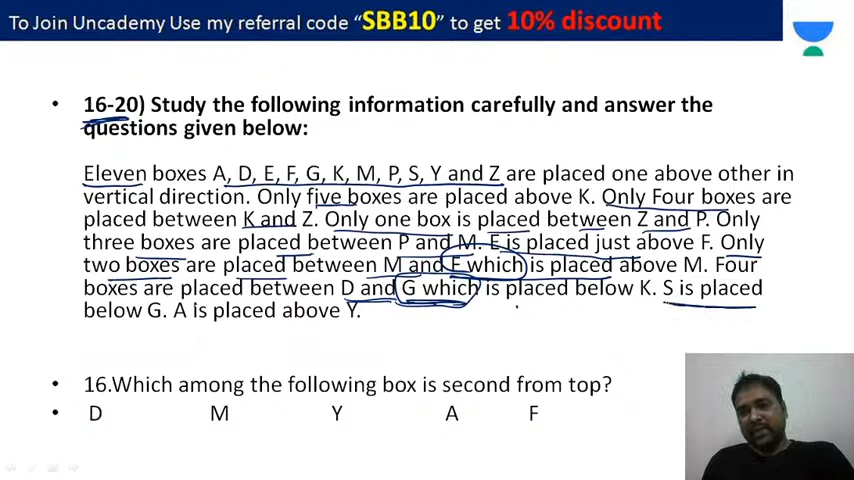 To Join Uncademy Use my referral code “SBB10” to get 10% discount
• 16-20) Study the following information carefully and answer the
questions given below:
Eleven boxes A, D, E, F, G, K, M, P, S, Y and Z are placed one above other in
vertical direction. Only five boxes are placed above K. Only Four boxes are
placed between K and Z. Only one box is placed between Z and P. Only
three boxes are placed between P and M. E is placed just above F. Only
two boxes are placed between M and F which is placed above M. Four
boxes are placed between D and G which is placed below K. S is placed
below G. A is placed above Y.
• 16.Which among the following box is second from top?
• D M Y A F